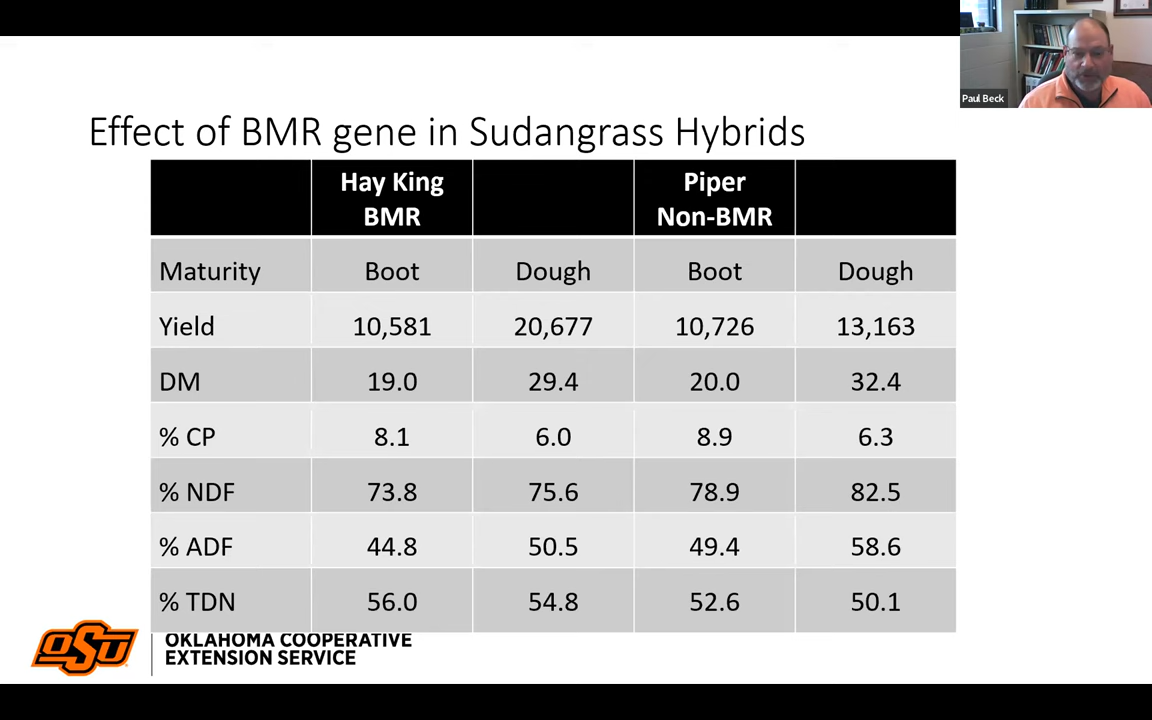 Paul Beck
Effect of BMR gene in Sudangrass Hybrids
Hay King BMR Piper Non-BMR
Maturity Boot Dough Boot Dough
Yield 10,581 20,677 10,726 13,163
DM 19.0 29.4 20.0 32.4
% CP 8.1 6.0 8.9 6.3
% NDF 73.8 75.6 78.9 82.5
% ADF 44.8 50.5 49.4 58.6
% TDN 56.0 54.8 52.6 50.1
OSU
OKLAHOMA COOPERATIVE
EXTENSION SERVICE